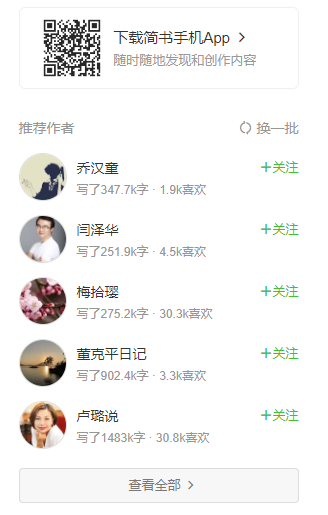 下载简书手机App
随时随地发现和创作内容
推荐作者 换一批
乔汉童 +关注
写了347.7k字 · 1.9k喜欢
闫泽华 +关注
写了251.9k字 · 4.5k喜欢
梅拾璎 +关注
写了275.2k字 · 30.3k喜欢
董克平日记 +关注
写了902.4k字 · 3.3k喜欢
卢璐说 +关注
写了1483k字 · 30.8k喜欢
查看全部